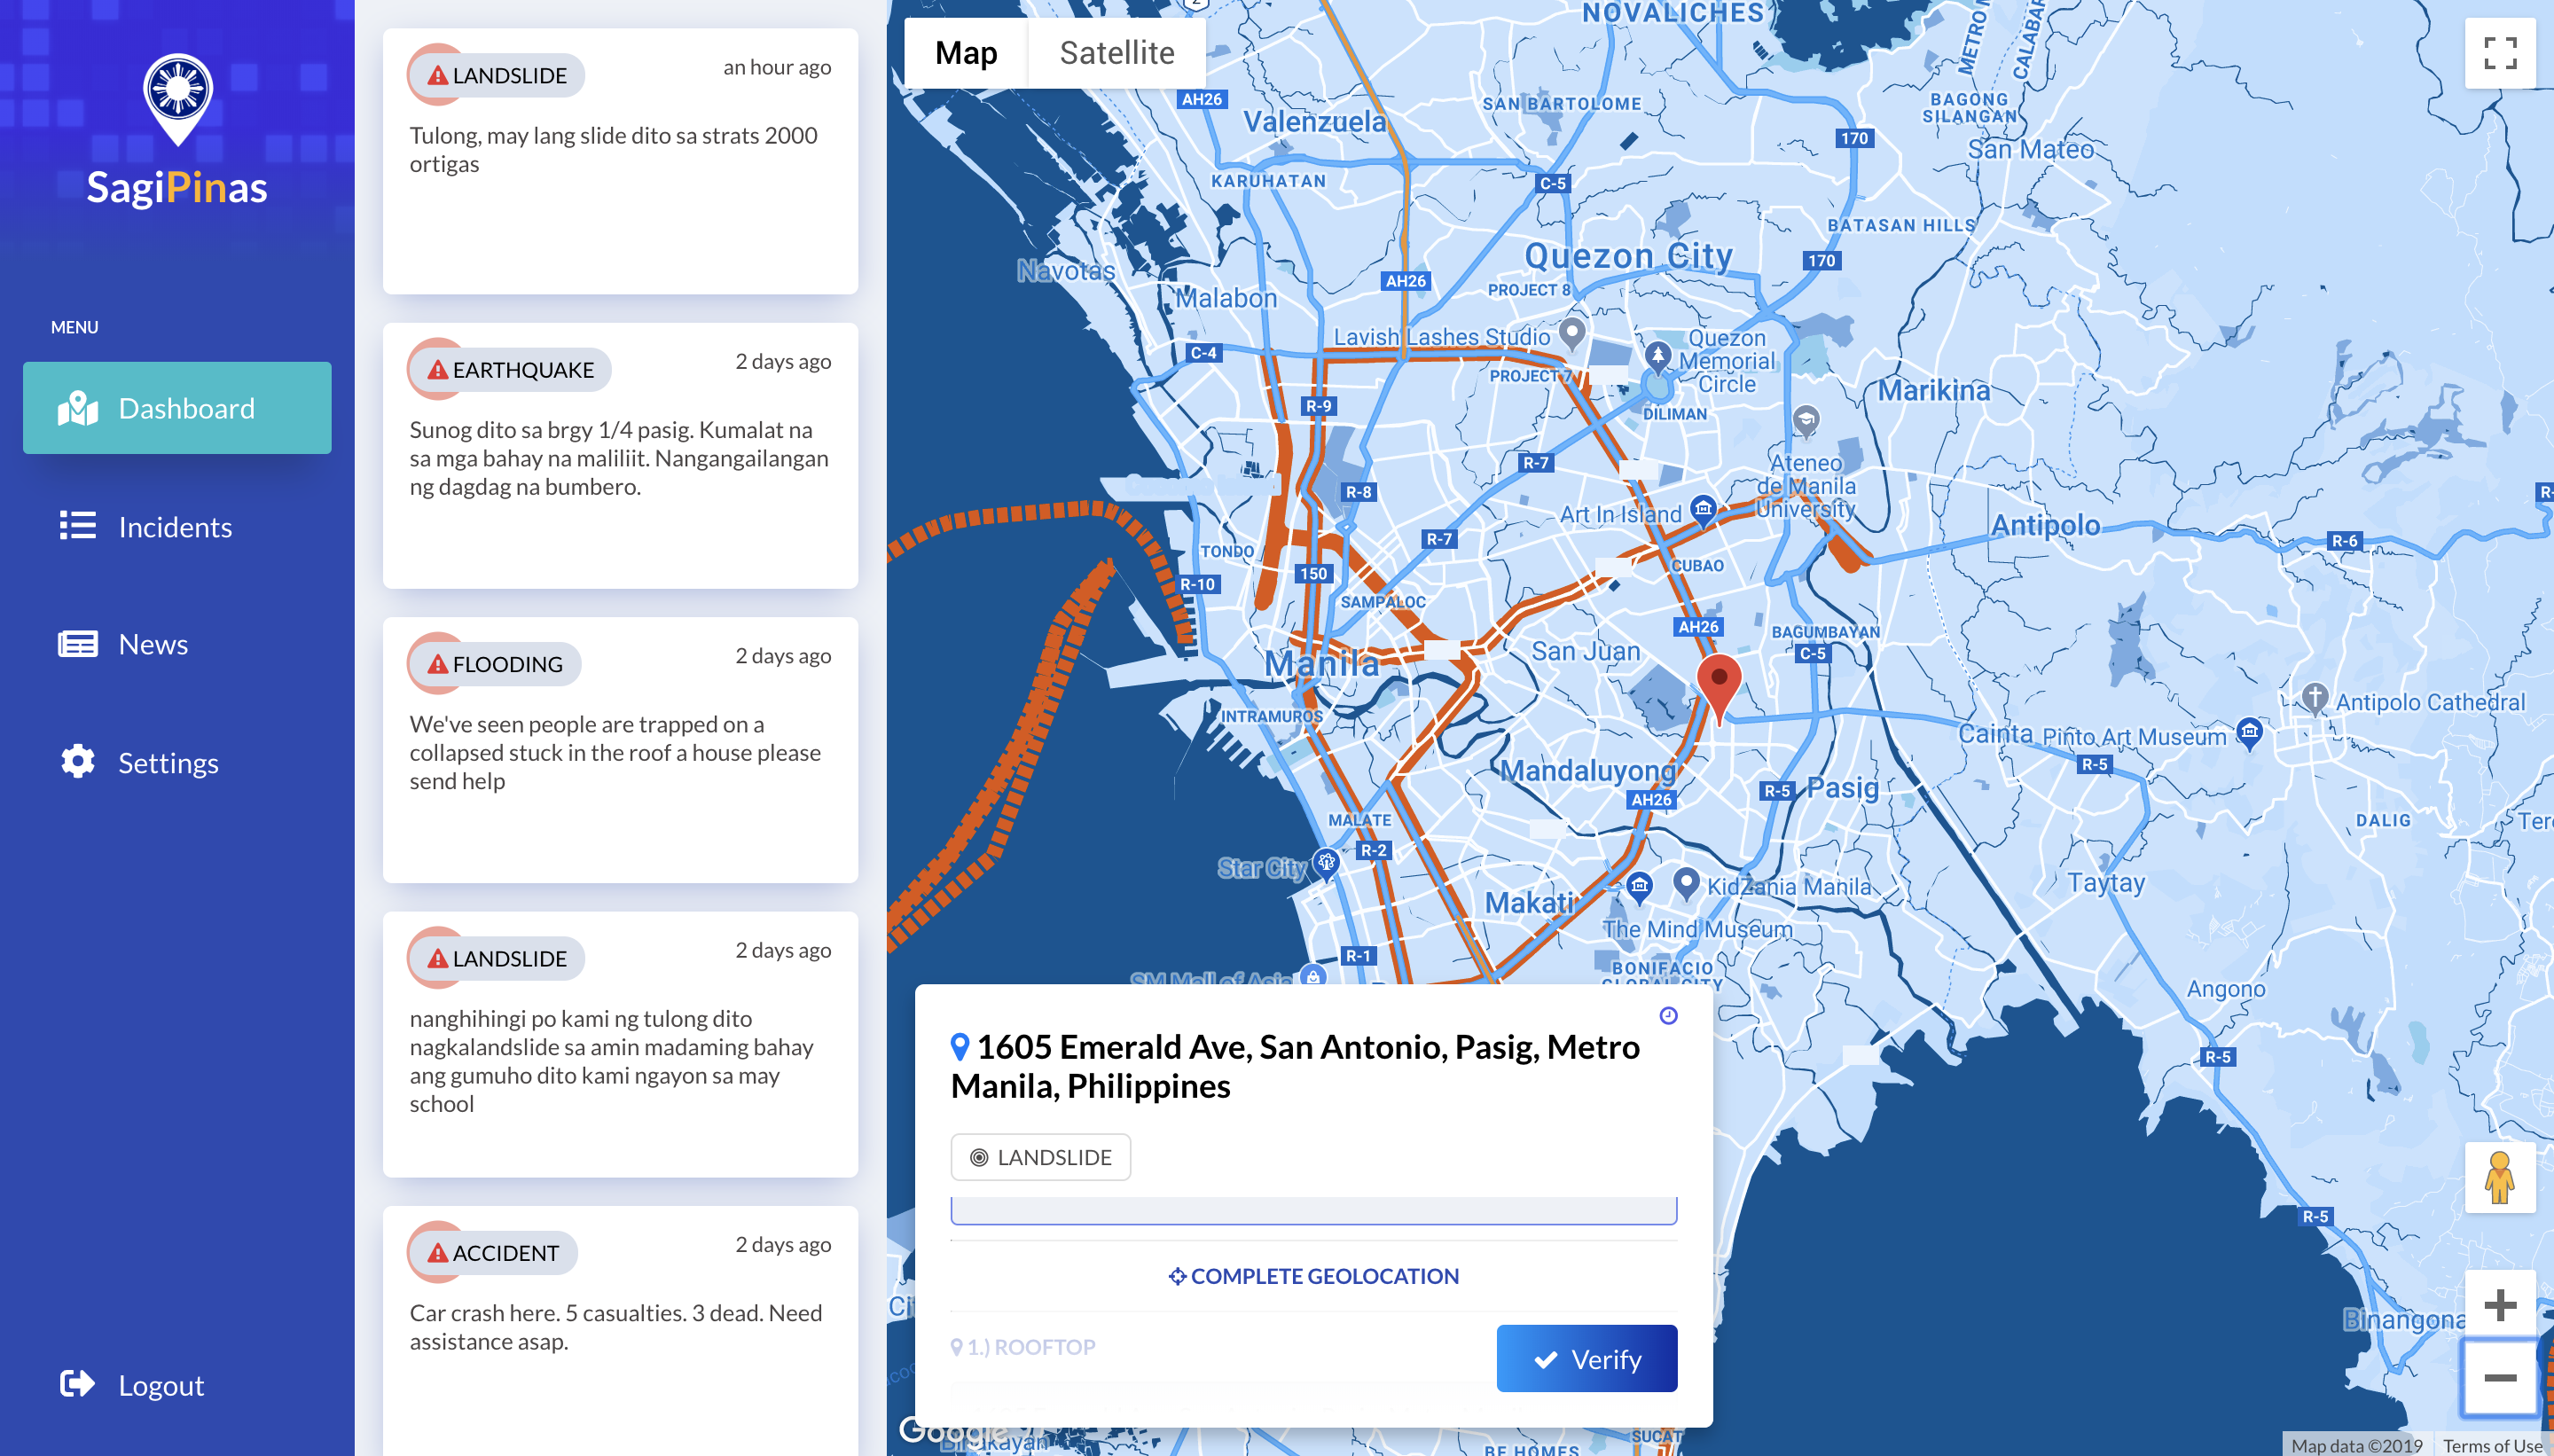 SagiPinas
MENU
Dashboard
Incidents
News
Settings
Logout
LANDSLIDE
an hour ago
Tulong, may lang slide dito sa strats 2000
ortigas
EARTHQUAKE
2 days ago
Sunog dito sa brgy 1/4 pasig. Kumalat na
sa mga bahay na maliliit. Nangangailangan
ng dagdag na bumbero.
FLOODING
2 days ago
We've seen people are trapped on a
collapsed stuck in the roof a house please
send help
LANDSLIDE
2 days ago
nanghihingi po kami ng tulong dito
nagkalandslide sa amin madaming bahay
ang gumuho dito kami ngayon sa may
school
ACCIDENT
2 days ago
Car crash here. 5 casualties. 3 dead. Need
assistance asap.
Map
Satellite
2
NOVALICHES
AH26
Valenzuela
SAN BARTOLOME
BAGONG
SILANGAN
170
San Mateo
KARUHATAN
C-5
BATASAN HILLS
Quezon City
170
Navotas
Malabon
AH26
PROJECT 8
Lavish Lashes Studio
C-4
Quezon
Memorial
Circle
PROJECT 7
Marikina
R-9
DILIMAN
R-7
Ateneo
de Manila
University
R-8
Art In Island
Antipolo
R-7
R-6
TONDO
150
CUBAO
R-10
SAMPALOC
AH26
BAGUMBAYAN
San Juan
C-5
Manila
INTRAMUROS
Antipolo Cathedral
Cainta
Pinto Art Museum
R-5
Mandaluyong
AH26
R-5
Pasig
MALATE
DALIG
R-2
Star City
Taytay
KidZania Manila
Makati
The Mind Museum
R-1
BONIFACIO
GLOBAL CITY
SM Mall of Asia
Angono
R-5
R-5
Binangona
1605 Emerald Ave, San Antonio, Pasig, Metro
Manila, Philippines
LANDSLIDE
COMPLETE GEOLOCATION
1.) ROOFTOP
Verify
Google
BF HOMES
SUCAT
Map data ©2019
Terms of Use